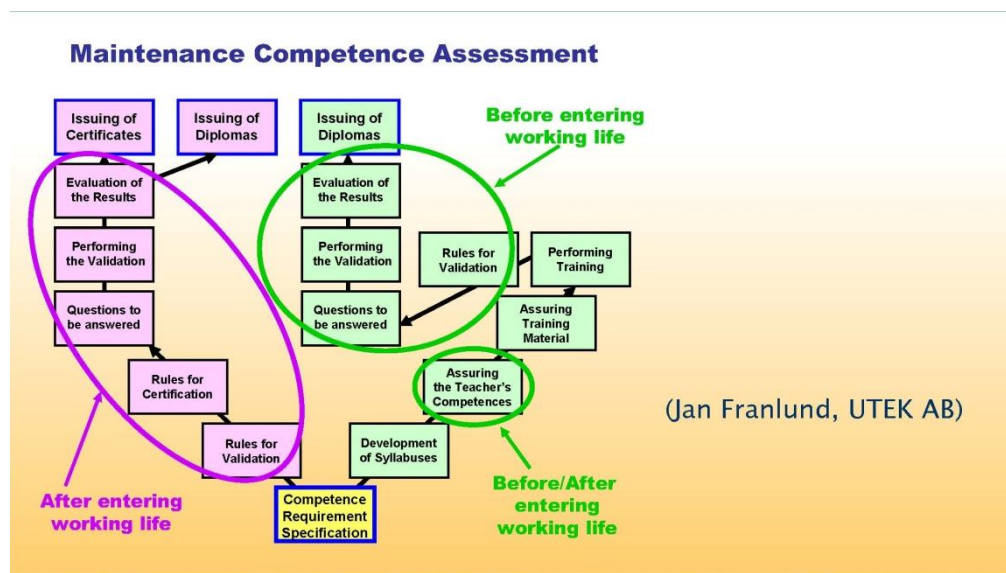 Maintenance Competence Assessment
Issuing of
Certificates
Issuing of
Diplomas
Issuing of
Diplomas
Before entering
working life
Evaluation of
the Results
Evaluation of
the Results
Performing
the Validation
Performing
the Validation
Rules for
Validation
Performing
Training
Questions to
be answered
Questions to
be answered
Assuring
Training
Material
Rules for
Certification
Assuring
the Teacher's
Competences
(Jan Franlund, UTEK AB)
Rules for
Validation
Development
of Syllabuses
After entering
working life
Competence
Requirement
Specification
Before/After
entering
working life